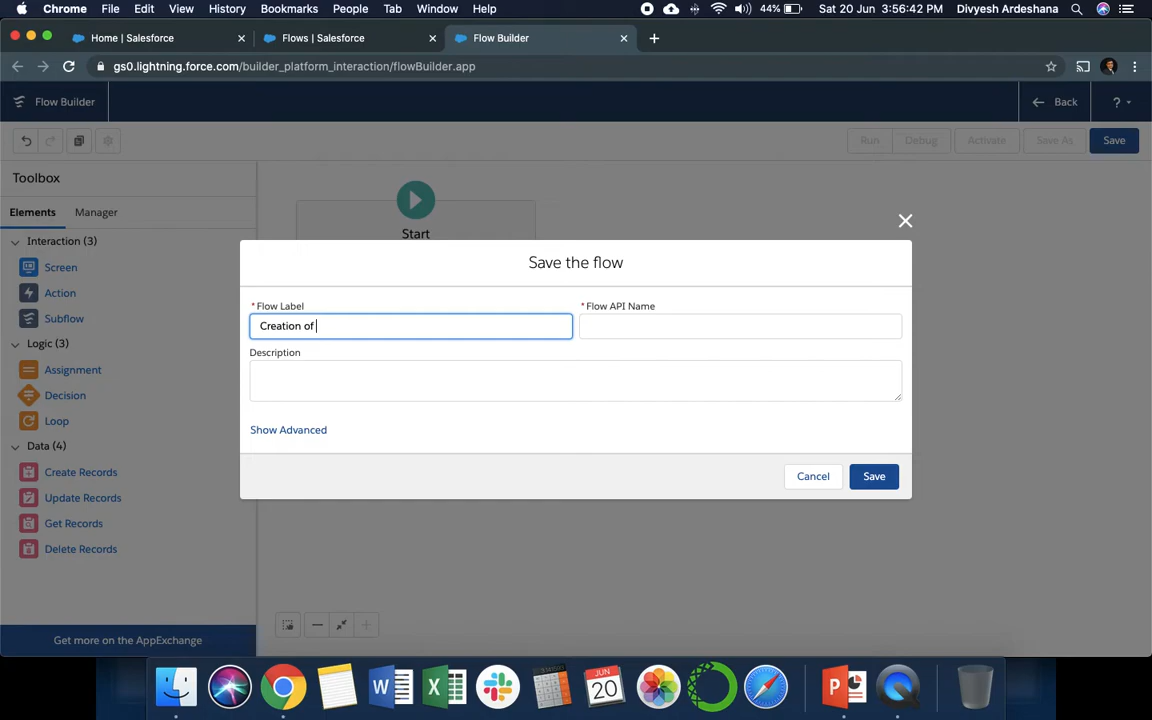 Chrome File Edit View History Bookmarks People Tab Window Help 44% Sat 20 Jun 3:56:42 PM Divyesh Ardeshana
Home | Salesforce Flows | Salesforce Flow Builder
gs0.lightning.force.com/builder_platform_interaction/flowBuilder.app
Flow Builder Back ?
Run Debug Activate Save As Save
Toolbox
Elements Manager
Interaction (3)
Screen
Action
Subflow
Logic (3)
Assignment
Decision
Loop
Data (4)
Create Records
Update Records
Get Records
Delete Records
Get more on the AppExchange
Start
Save the flow
* Flow Label * Flow API Name
Creation of
Description
Show Advanced
Cancel Save
JUN
20